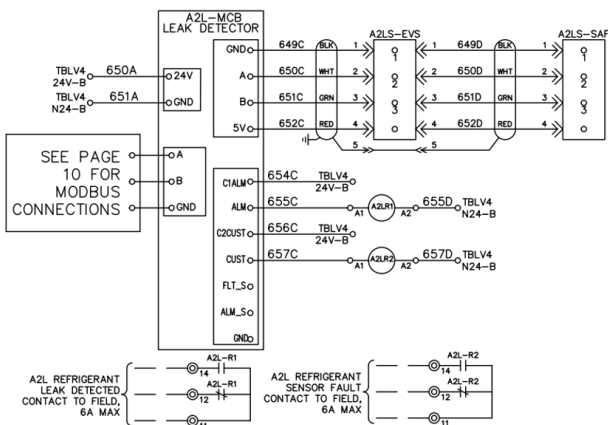 A2L-MCB
LEAK DETECTOR
A2LS-EVS
A2LS-SAF
GND 649C BLK 1 1 649D BLK 1
1 1
TBLV4 650A 24V
24V-B
A 650C WHT 2 2 650D WHT 2
2 2
TBLV4 651A GND
N24-B
B 651C GRN 3 3 651D GRN 3
3 3
5V 652C RED 4 4 652D RED 4
5 5
SEE PAGE
10 FOR
MODBUS
CONNECTIONS
A
B
GND
C1ALM 654C TBLV4
24V-B
ALM 655C A1 A2LR1 A2 655D TBLV4
N24-B
C2CUST 656C TBLV4
24V-B
CUST 657C A1 A2LR2 A2 657D TBLV4
N24-B
FLT_S
ALM_S
GND
A2L REFRIGERANT
LEAK DETECTED
CONTACT TO FIELD,
6A MAX
A2L-R1
14
A2L-R1
12
11
A2L REFRIGERANT
SENSOR FAULT
CONTACT TO FIELD,
6A MAX
A2L-R2
14
A2L-R2
12
11